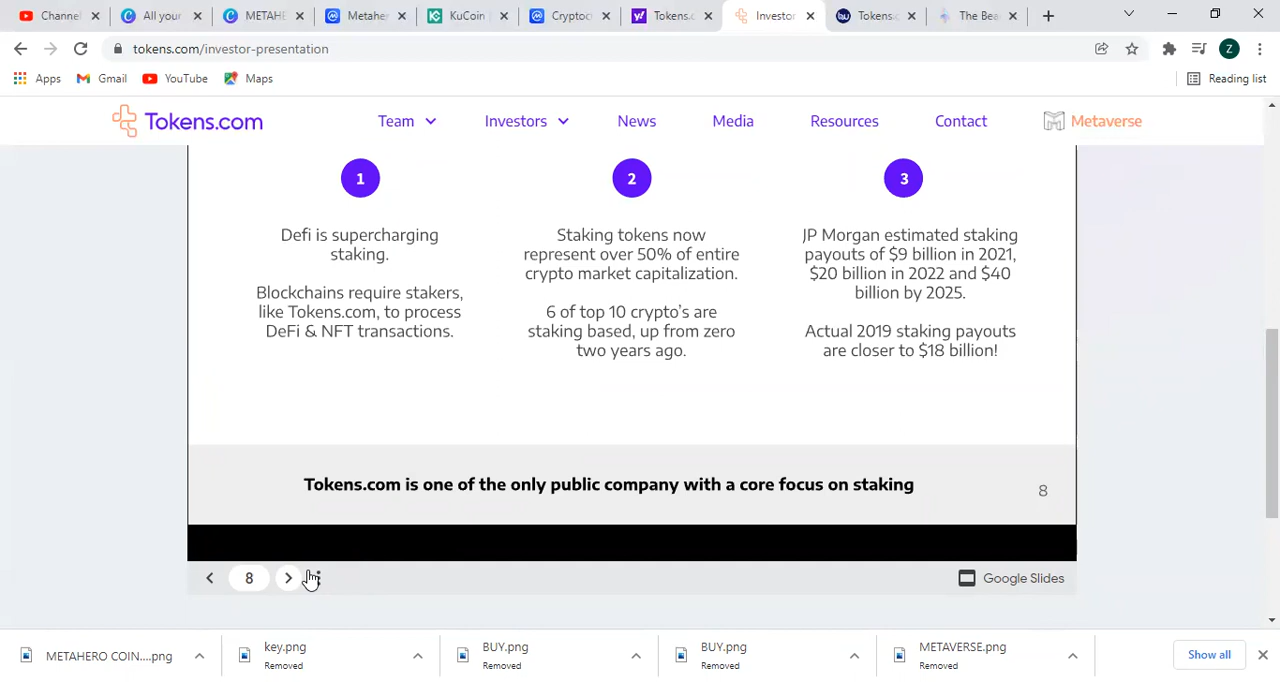 Channel
All your
METAHE
Metahe
KuCoin
Cryptoc
Tokens.c
Investor
Tokens.c
The Bea
tokens.com/investor-presentation
Z
Apps
Gmail
YouTube
Maps
Reading list
Tokens.com
Team
Investors
News
Media
Resources
Contact
Metaverse
1
Defi is supercharging
staking.
Blockchains require stakers,
like Tokens.com, to process
DeFi & NFT transactions.
2
Staking tokens now
represent over 50% of entire
crypto market capitalization.
6 of top 10 crypto's are
staking based, up from zero
two years ago.
3
JP Morgan estimated staking
payouts of $9 billion in 2021,
$20 billion in 2022 and $40
billion by 2025.
Actual 2019 staking payouts
are closer to $18 billion!
Tokens.com is one of the only public company with a core focus on staking
8
8
Google Slides
METAHERO COIN....png
key.png
Removed
BUY.png
Removed
BUY.png
Removed
METAVERSE.png
Removed
Show all